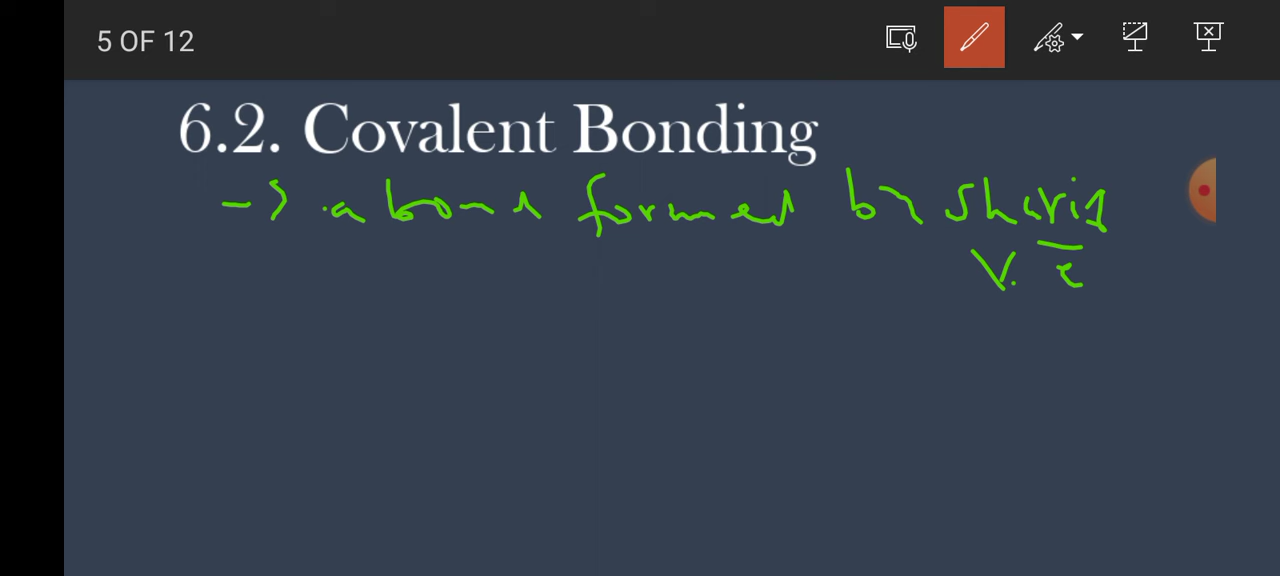 5 OF 12
6.2. Covalent Bonding
-> a bond formed by sharing
V. ē